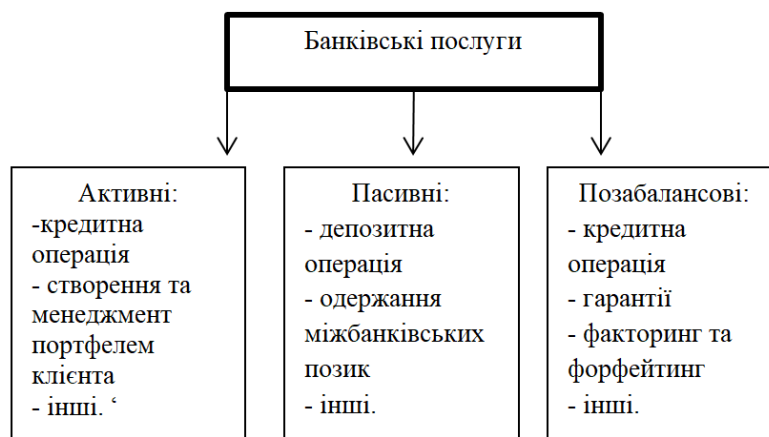 Банківські послуги
Активні:
-кредитна
операція
- створення та
менеджмент
портфелем
клієнта
- інші. ‘
Пасивні:
- депозитна
операція
- одержання
міжбанківських
позик
- інші.
Позабалансові:
- кредитна
операція
- гарантії
- факторинг та
форфейтинг
- інші.